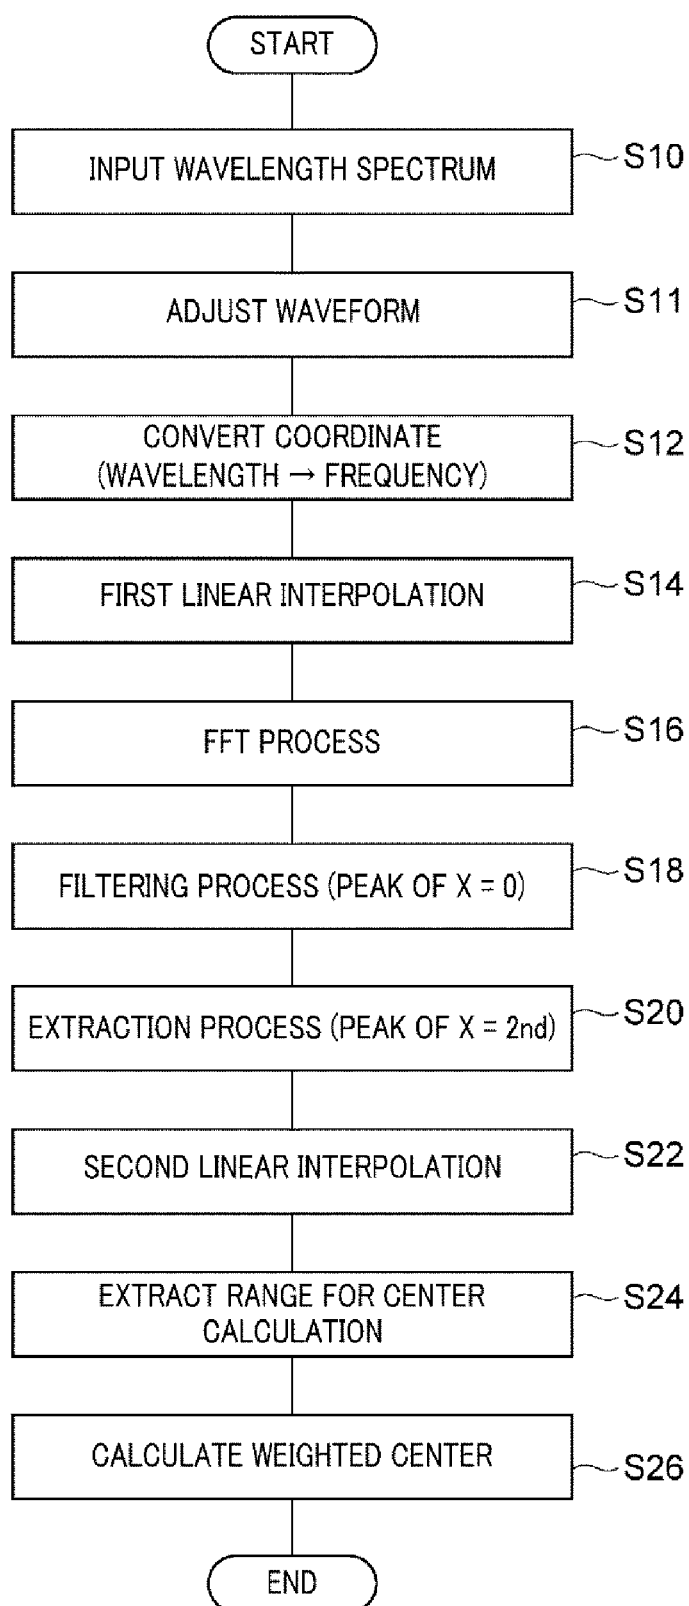 START
INPUT WAVELENGTH SPECTRUM
S10
ADJUST WAVEFORM
S11
CONVERT COORDINATE
(WAVELENGTH → FREQUENCY)
S12
FIRST LINEAR INTERPOLATION
S14
FFT PROCESS
S16
FILTERING PROCESS (PEAK OF X = 0)
S18
EXTRACTION PROCESS (PEAK OF X = 2nd)
S20
SECOND LINEAR INTERPOLATION
S22
EXTRACT RANGE FOR CENTER
CALCULATION
S24
CALCULATE WEIGHTED CENTER
S26
END